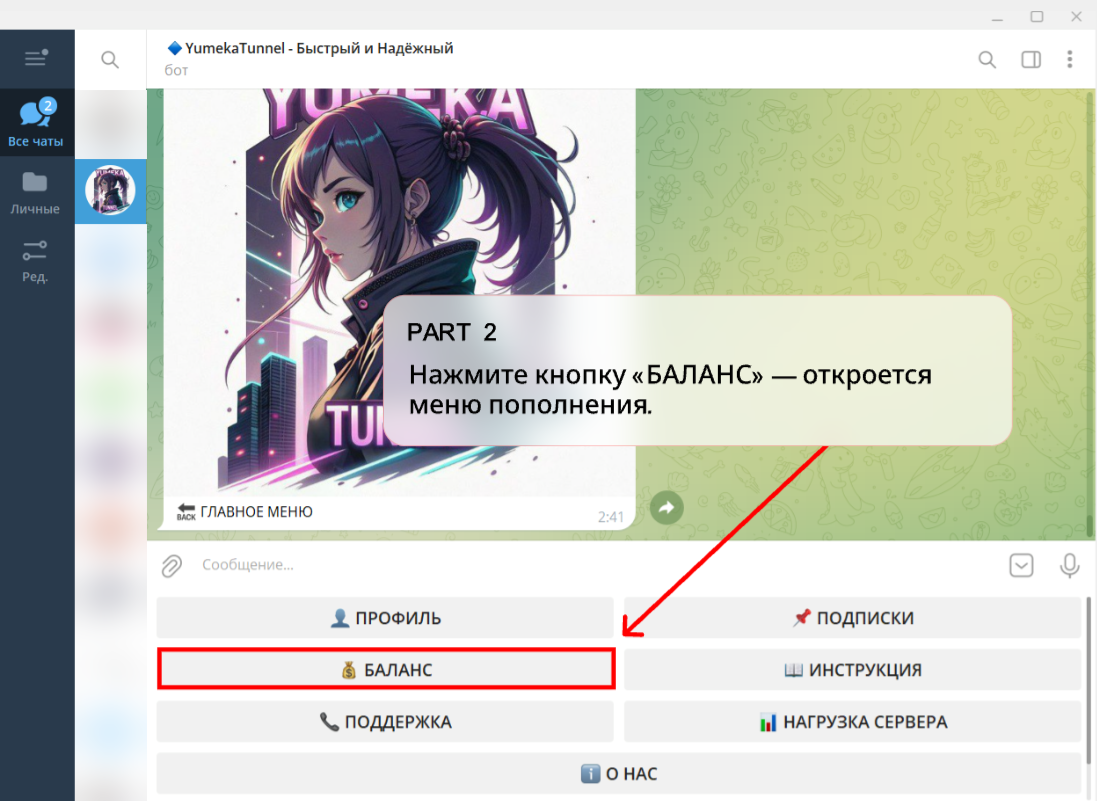 YumekaTunnel - Быстрый и Надёжный
бот
2
Все чаты
Личные
Ред.
YUMEKA
PART 2
Нажмите кнопку «БАЛАНС» — откроется
меню пополнения.
BACK ГЛАВНОЕ МЕНЮ
2:41
Сообщение...
ПРОФИЛЬ
ПОДПИСКИ
БАЛАНС
ИНСТРУКЦИЯ
ПОДДЕРЖКА
НАГРУЗКА СЕРВЕРА
О НАС